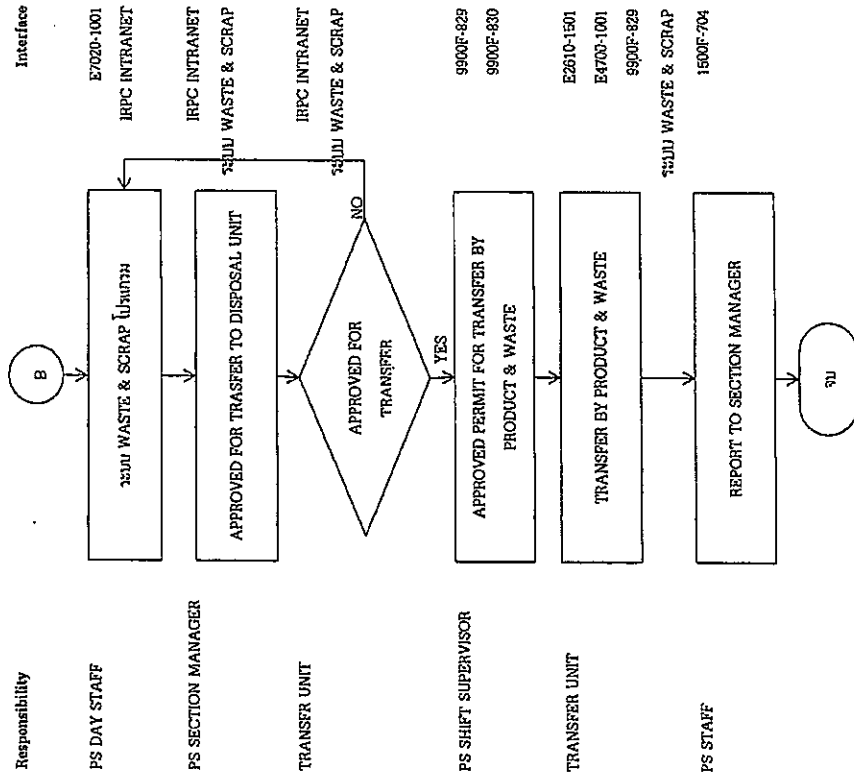 Responsibility
Interface
B
PS DAY STAFF
ระบบ WASTE & SCRAP โปรแกรม
E7020-1001
IRPC INTRANET
PS SECTION MANAGER
APPROVED FOR TRASFER TO DISPOSAL UNIT
IRPC INTRANET
ระบบ WASTE & SCRAP
TRANSFR UNIT
APPROVED FOR
TRANSFER
NO
IRPC INTRANET
ระบบ WASTE & SCRAP
YES
PS SHIFT SUPERVISOR
APPROVED PERMIT FOR TRANSFER BY
PRODUCT & WASTE
9900F-829
9900F-830
TRANSFER UNIT
TRANSFER BY PRODUCT & WASTE
E2610-1501
E4700-1001
9900F-829
ระบบ WASTE & SCRAP
PS STAFF
REPORT TO SECTION MANAGER
1500F-704
จบ